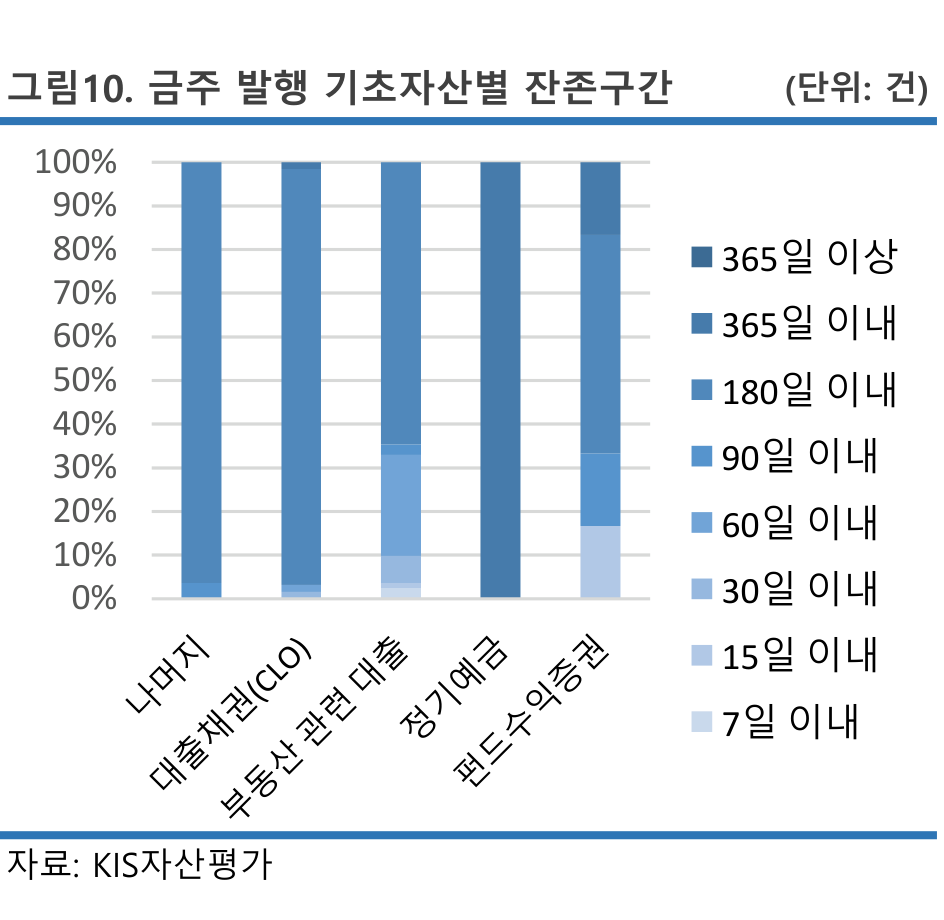 그림10. 금주 발행 기초자산별 잔존구간 (단위: 건)
100%
90%
80%
70%
60%
50%
40%
30%
20%
10%
0%
나머지
대출채권(CLO)
부동산 관련 대출
정기예금
펀드수익증권
365일 이상
365일 이내
180일 이내
90일 이내
60일 이내
30일 이내
15일 이내
7일 이내
자료: KIS자산평가